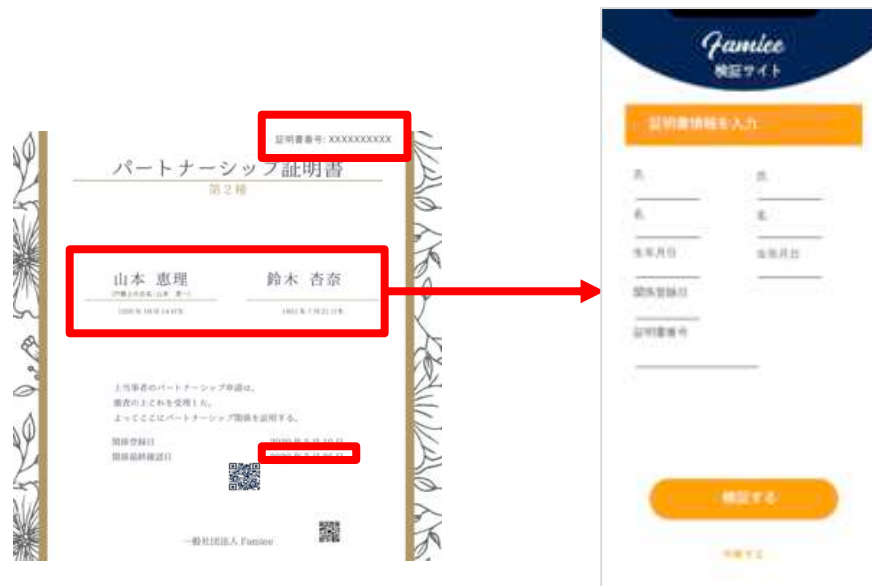 証明書番号: XXXXXXXXXX
パートナーシップ証明書
第２種
山本 恵理 鈴木 杏奈
上当事者のパートナーシップ申請は、
審査の上これを受理した。
よってここにパートナーシップ関係を証明する。
関係登録日
関係最終確認日
一般社団法人 Famiee
Famiee
検証サイト
証明書情報を入力
氏 氏
名 名
生年月日 生年月日
関係登録日
証明書番号
検証する